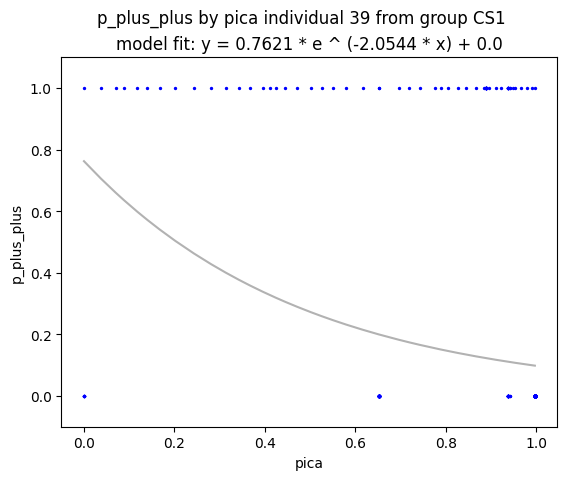 p_plus_plus by pica individual 39 from group CS1
model fit: y = 0.7621 * e ^ (-2.0544 * x) + 0.0
1.0
0.8
0.6
0.4
0.2
0.0
p_plus_plus
0.0 0.2 0.4 0.6 0.8 1.0
pica